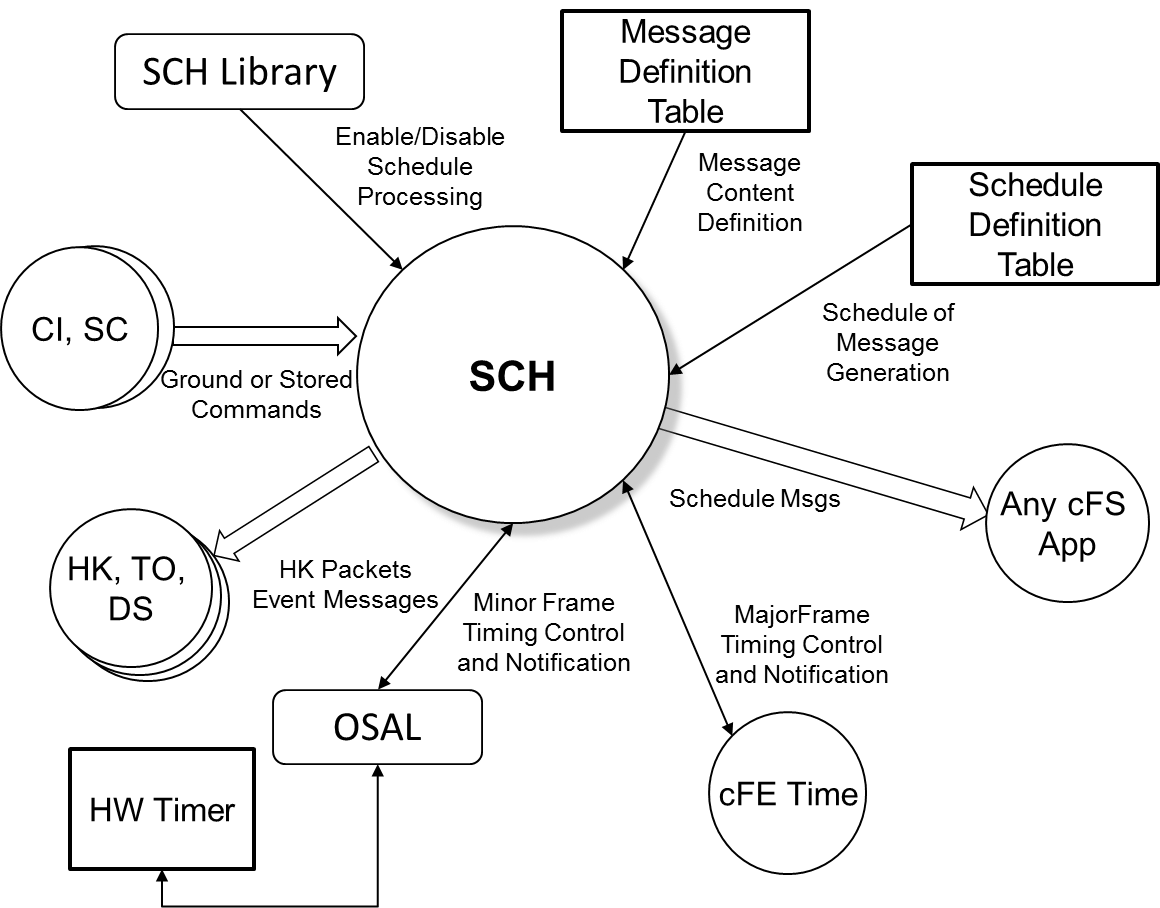 SCH Library
Message
Definition
Table
Enable/Disable
Schedule
Processing
Message
Content
Definition
Schedule
Definition
Table
CI, SC
Ground or Stored
Commands
SCH
Schedule of
Message
Generation
Schedule Msgs
Any cFS
App
HK, TO,
DS
HK Packets
Event Messages
Minor Frame
Timing Control
and Notification
MajorFrame
Timing Control
and Notification
OSAL
HW Timer
cFE Time